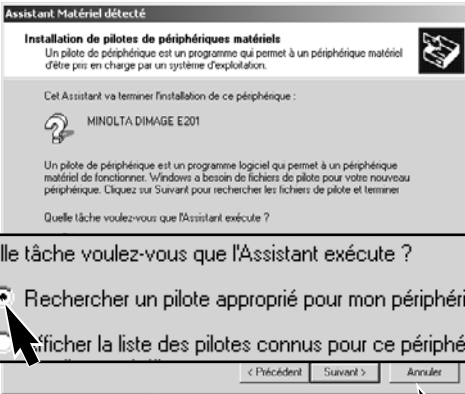 Assistant Matériel détecté
Installation de pilotes de périphériques matériels
Un pilote de périphérique est un programme qui permet à un périphérique matériel
d'être pris en charge par un système d'exploitation.
Cet Assistant va terminer l'installation de ce périphérique :
MINOLTA DIMAGE E201
Un pilote de périphérique est un programme logiciel qui permet à un périphérique
matériel de fonctionner. Windows a besoin de fichiers de pilote pour votre nouveau
périphérique. Cliquez sur Suivant pour rechercher les fichiers de pilote et terminer
Quelle tâche voulez-vous que l'Assistant exécute ?
lle tâche voulez-vous que l'Assistant exécute ?
Rechercher un pilote approprié pour mon périphéri
fficher la liste des pilotes connus pour ce périphé
< Précédent Suivant > Annuler